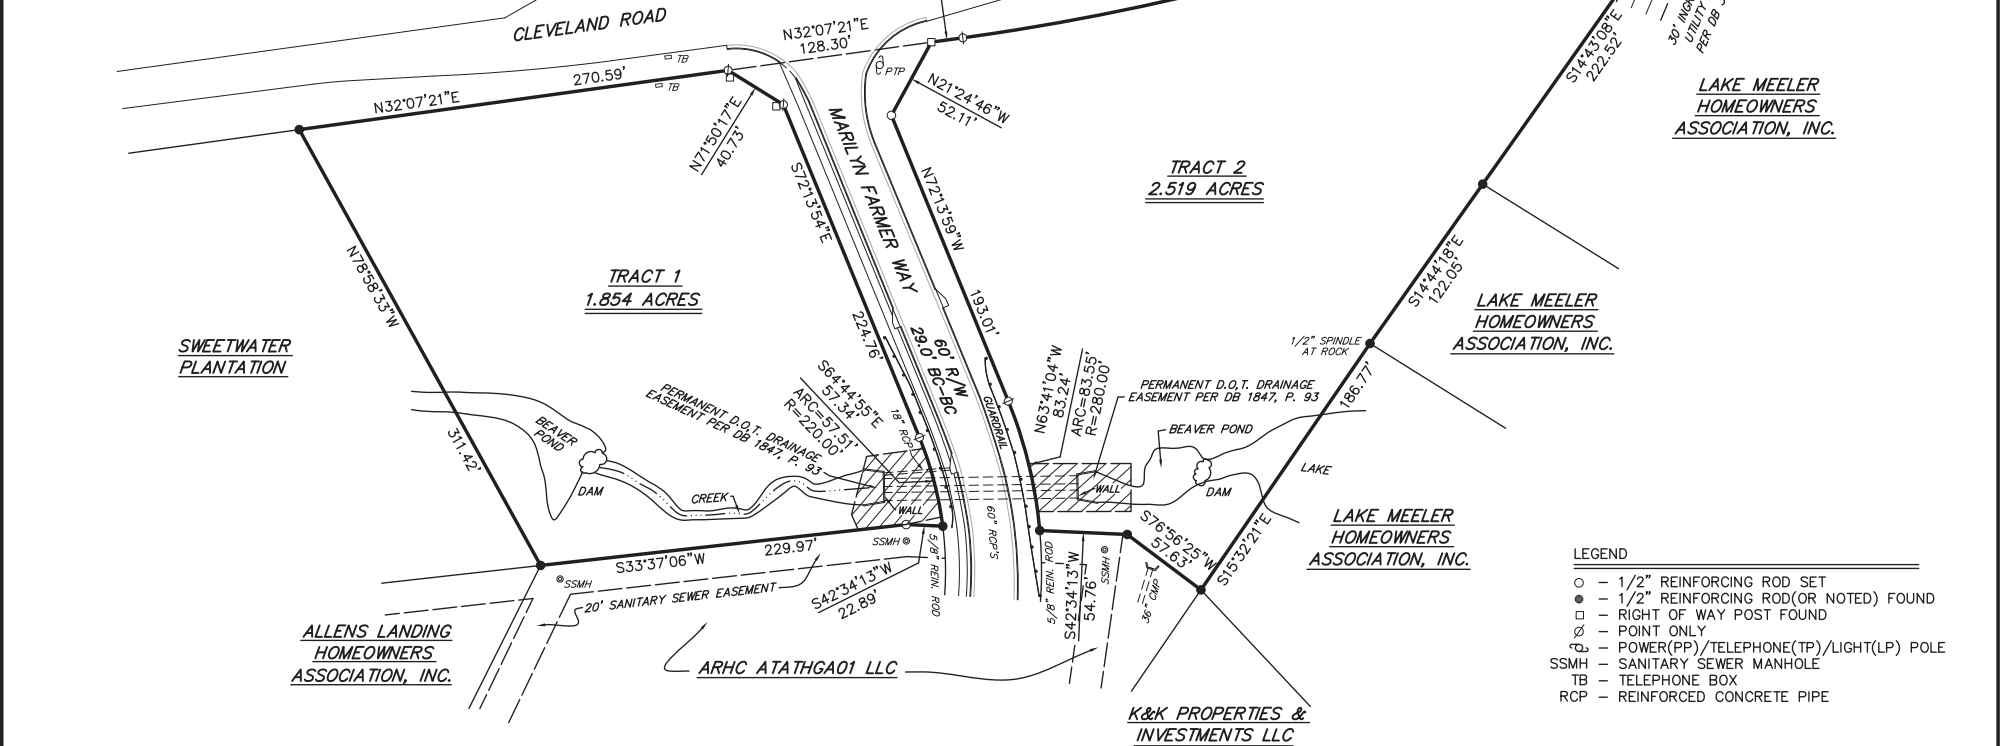 CLEVELAND ROAD
N32°07'21"E
128.30'
TB
TB
270.59'
N32°07'21"E
PTP
N21°24'46"W
52.11'
N71°50'17"E
40.73'
S14°43'08"E
222.52'
30' INGR
UTILITY
PER DB
LAKE MEELER
HOMEOWNERS
ASSOCIATION, INC.
MARILYN FARMER WAY
60' R/W
29.0' BC-BC
S72°13'54"E
224.76'
N72°13'59"W
193.01'
TRACT 2
2.519 ACRES
TRACT 1
1.854 ACRES
N78°58'33"W
311.42'
SWEETWATER
PLANTATION
S14°44'18"E
122.05'
LAKE MEELER
HOMEOWNERS
ASSOCIATION, INC.
1/2" SPINDLE
AT ROCK
186.77'
S15°32'21"E
S64°44'55"E
57.34'
ARC=57.51'
R=220.00'
PERMANENT D.O.T. DRAINAGE
EASEMENT PER DB 1847, P. 93
18" RCP
GUARDRAIL
N63°41'04"W
83.24'
ARC=83.55'
R=280.00'
PERMANENT D.O.T. DRAINAGE
EASEMENT PER DB 1847, P. 93
BEAVER
POND
DAM
CREEK
WALL
WALL
BEAVER POND
DAM
LAKE
60" RCP'S
SSMH
5/8" REIN. ROD
5/8" REIN. ROD
S42°34'13"W
54.76'
SSMH
36" CMP
S76°56'25"W
57.63'
LAKE MEELER
HOMEOWNERS
ASSOCIATION, INC.
S33°37'06"W
229.97'
SSMH
20' SANITARY SEWER EASEMENT
S42°34'13"W
22.89'
ALLENS LANDING
HOMEOWNERS
ASSOCIATION, INC.
ARHC ATATHGA01 LLC
K&K PROPERTIES &
INVESTMENTS LLC
LEGEND
– 1/2" REINFORCING ROD SET
– 1/2" REINFORCING ROD(OR NOTED) FOUND
– RIGHT OF WAY POST FOUND
– POINT ONLY
– POWER(PP)/TELEPHONE(TP)/LIGHT(LP) POLE
SSMH – SANITARY SEWER MANHOLE
TB – TELEPHONE BOX
RCP – REINFORCED CONCRETE PIPE